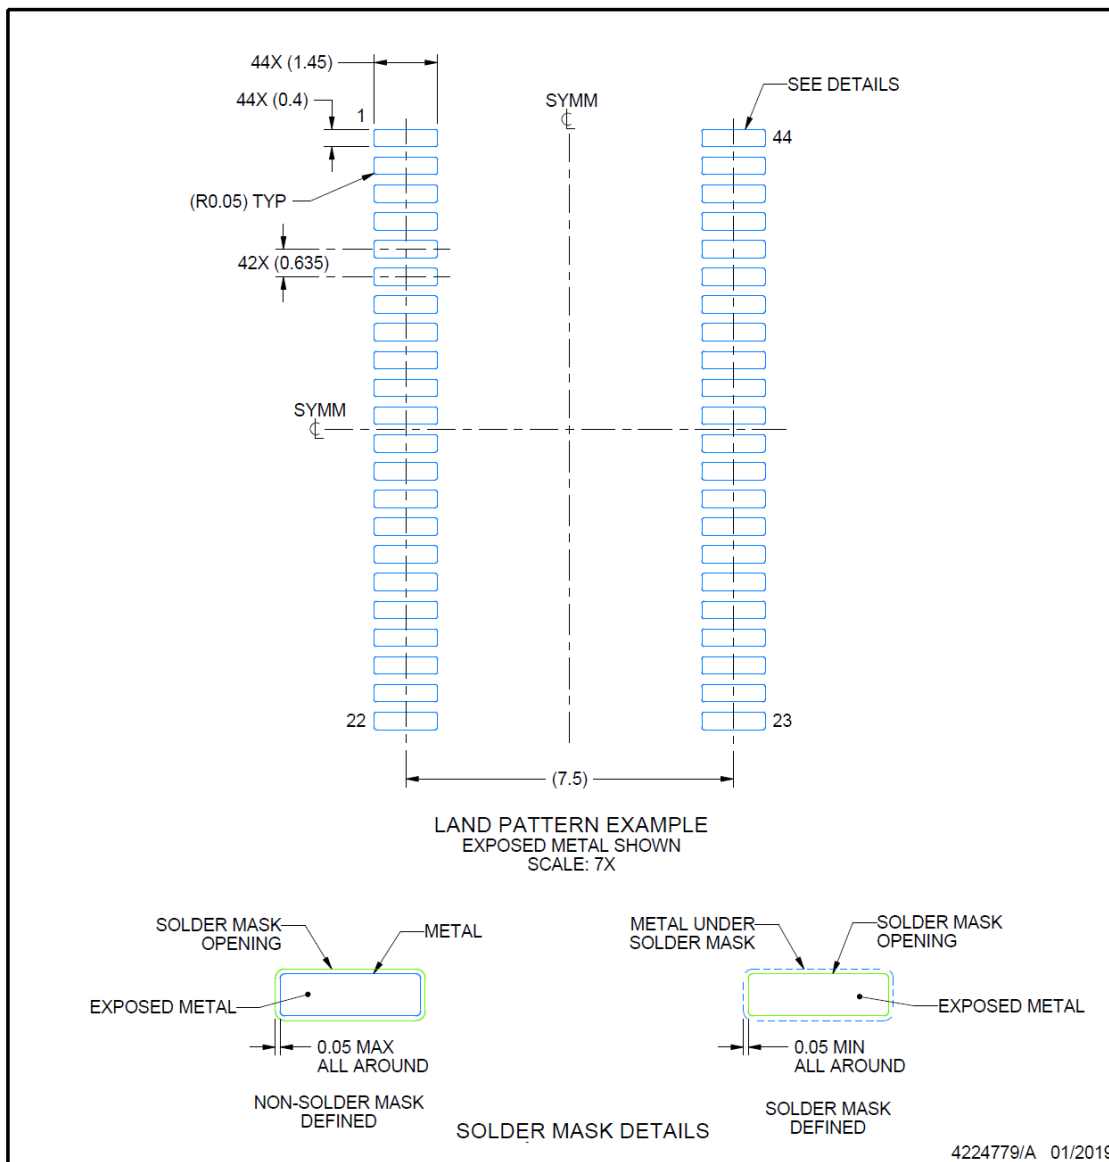 44X (1.45)
44X (0.4)
1
SYMM
SEE DETAILS
44
(R0.05) TYP
42X (0.635)
SYMM
22
23
(7.5)
LAND PATTERN EXAMPLE
EXPOSED METAL SHOWN
SCALE: 7X
SOLDER MASK
OPENING
METAL
EXPOSED METAL
0.05 MAX
ALL AROUND
NON-SOLDER MASK
DEFINED
METAL UNDER
SOLDER MASK
SOLDER MASK
OPENING
EXPOSED METAL
0.05 MIN
ALL AROUND
SOLDER MASK
DEFINED
SOLDER MASK DETAILS
4224779/A 01/2019